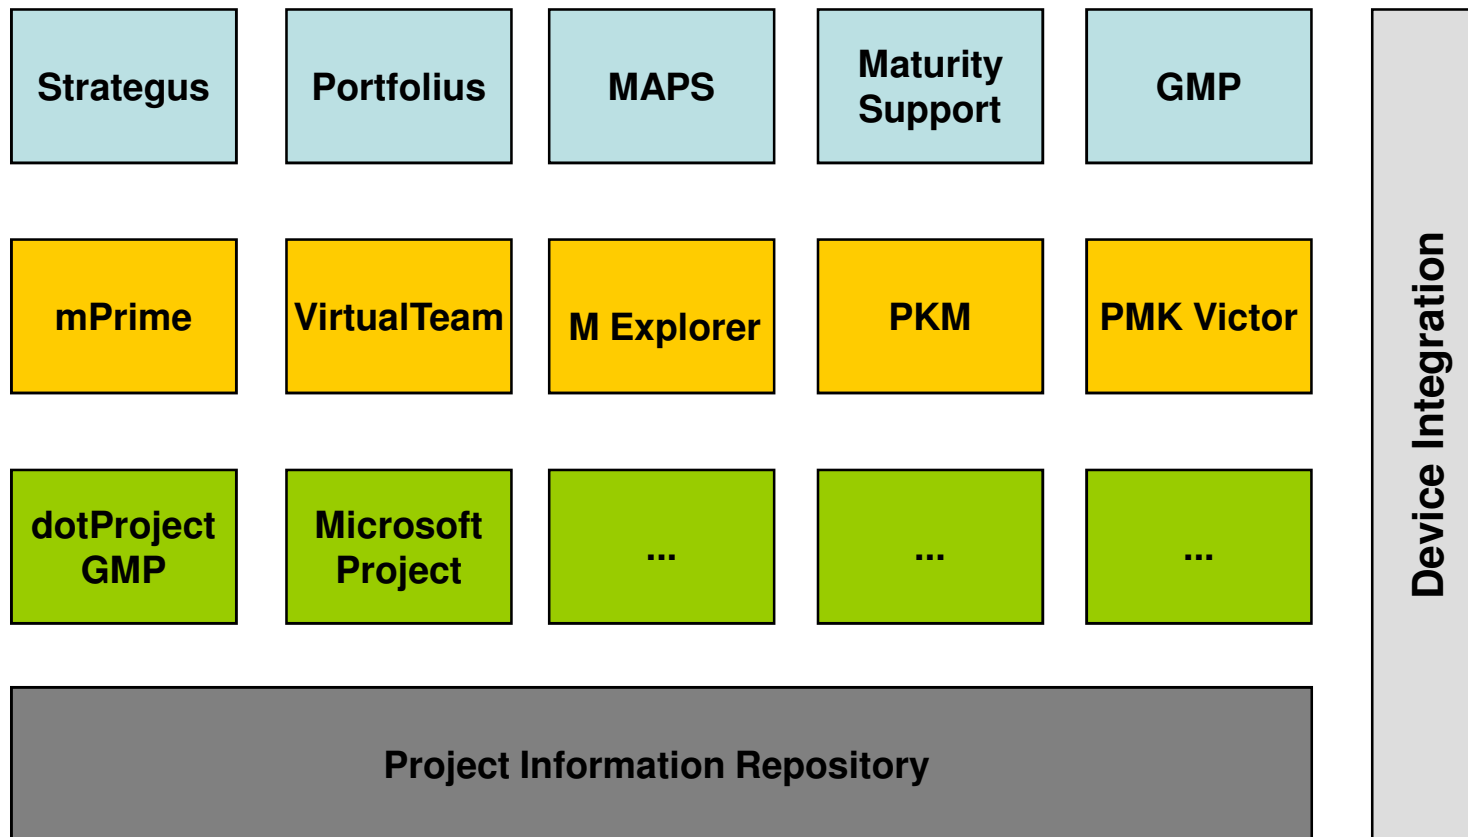 Strategus
Portfolius
MAPS
Maturity
Support
GMP
mPrime
VirtualTeam
M Explorer
PKM
PMK Victor
dotProject
GMP
Microsoft
Project
...
...
...
Project Information Repository
Device Integration